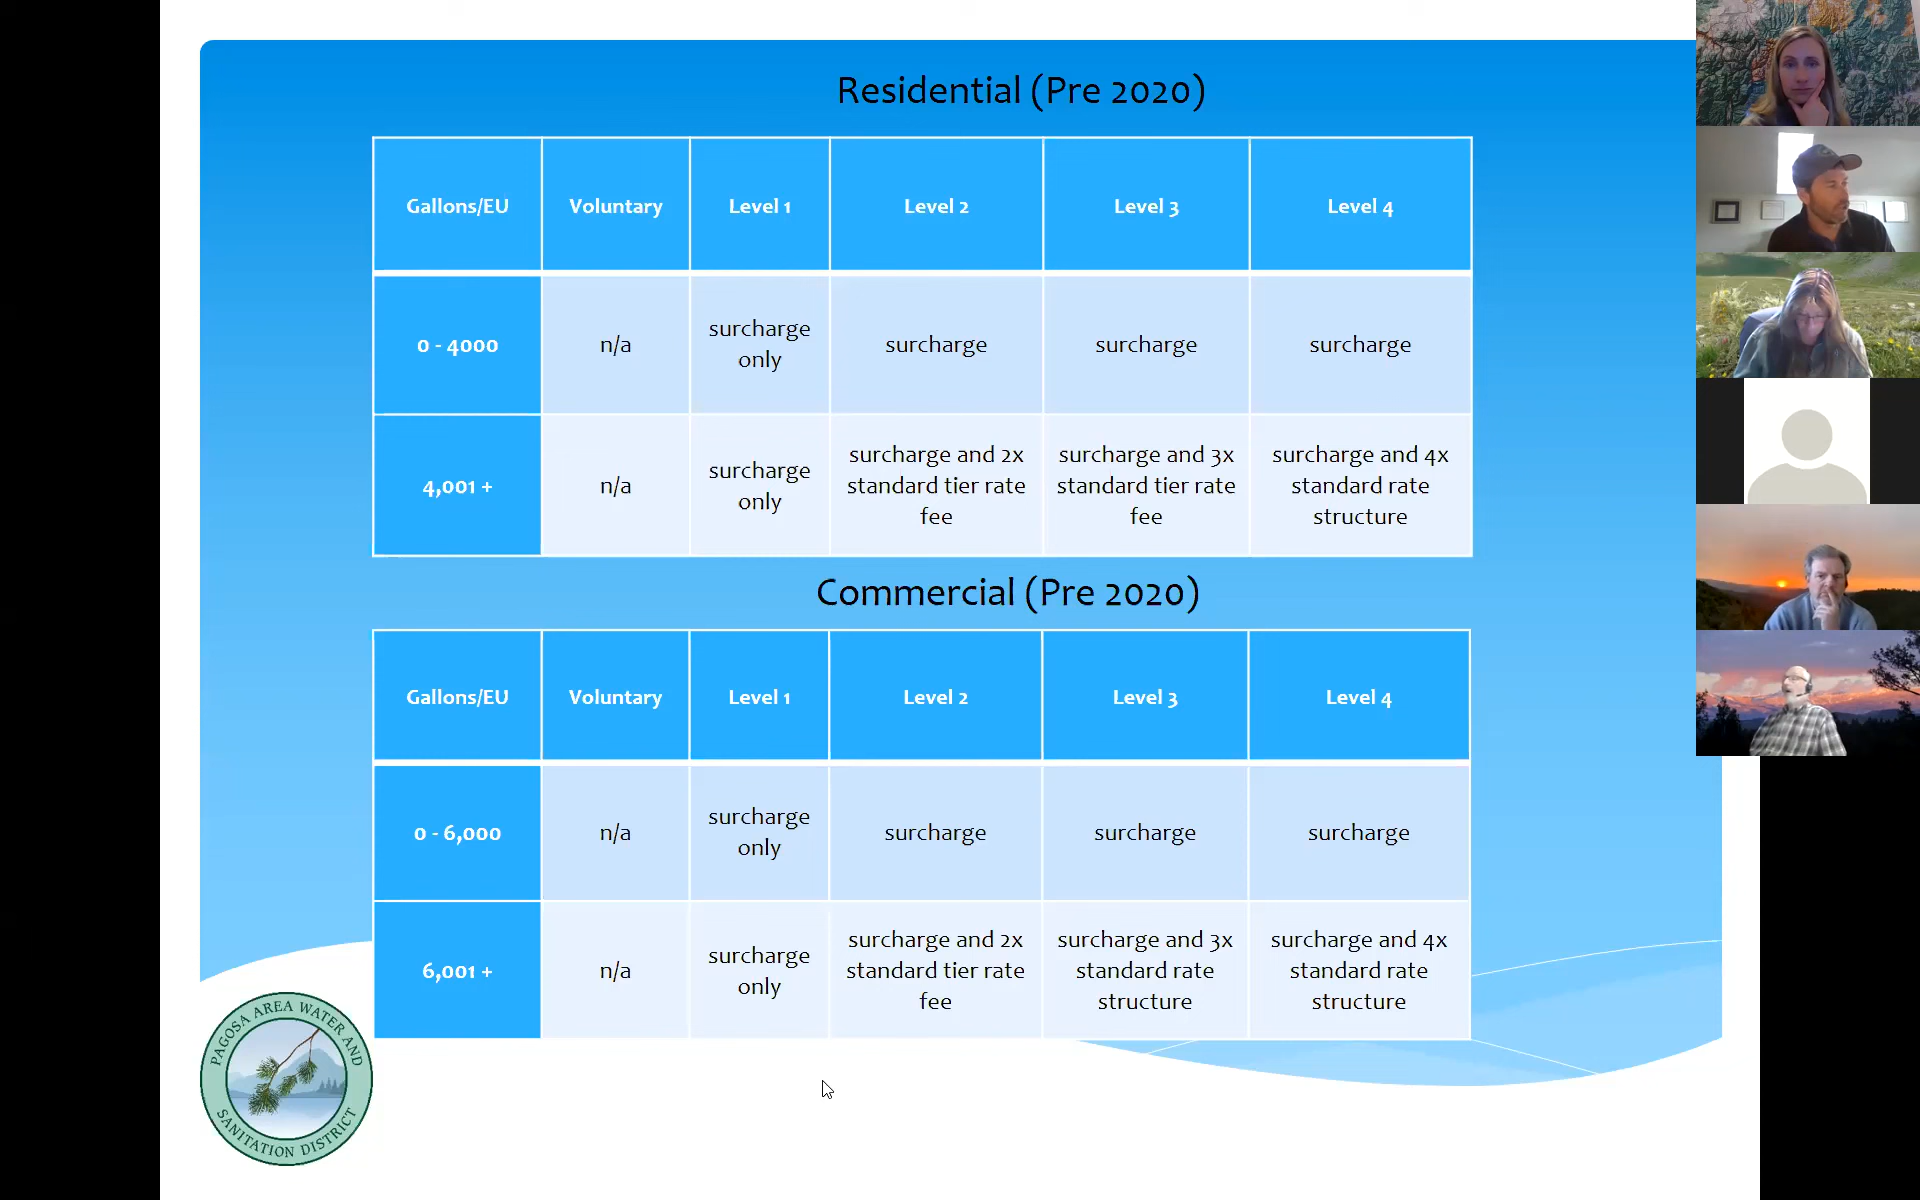 Residential (Pre 2020)
Gallons/EU Voluntary Level 1 Level 2 Level 3 Level 4
0 - 4000 n/a surcharge only surcharge surcharge surcharge
4,001 + n/a surcharge only surcharge and 2x standard tier rate fee surcharge and 3x standard tier rate fee surcharge and 4x standard rate structure
Commercial (Pre 2020)
Gallons/EU Voluntary Level 1 Level 2 Level 3 Level 4
0 - 6,000 n/a surcharge only surcharge surcharge surcharge
6,001 + n/a surcharge only surcharge and 2x standard tier rate fee surcharge and 3x standard rate structure surcharge and 4x standard rate structure
PAGOSA AREA WATER AND
SANITATION DISTRICT